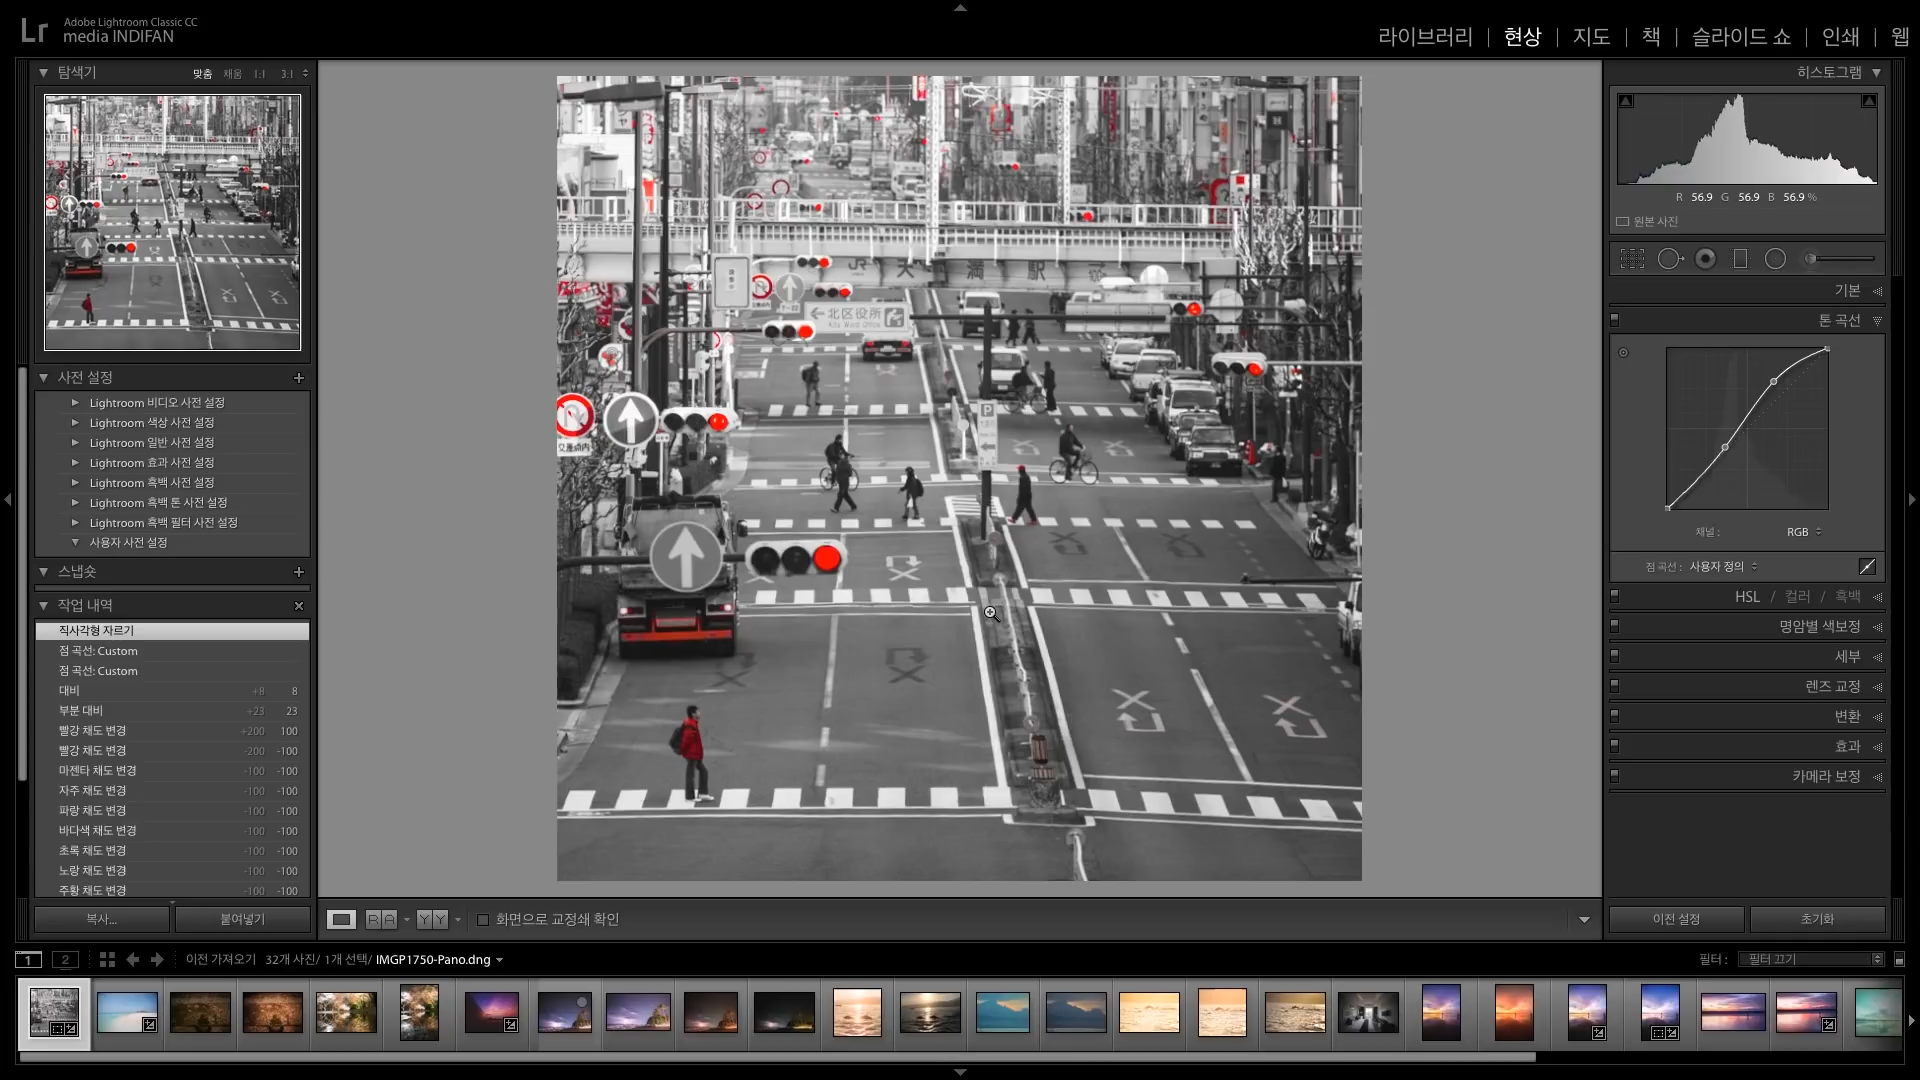 Lr
Adobe Lightroom Classic CC
media INDIFAN
라이브러리 | 현상 | 지도 | 책 | 슬라이드 쇼 | 인쇄 | 웹
탐색기 맞춤 채움 1:1 3:1
사전 설정
Lightroom 비디오 사전 설정
Lightroom 색상 사전 설정
Lightroom 일반 사전 설정
Lightroom 효과 사전 설정
Lightroom 흑백 사전 설정
Lightroom 흑백 톤 사전 설정
Lightroom 흑백 필터 사전 설정
사용자 사전 설정
스냅숏
작업 내역
직사각형 자르기
점 곡선: Custom
점 곡선: Custom
대비 +8 8
부분 대비 +23 23
빨강 채도 변경 +200 100
빨강 채도 변경 -200 -100
마젠타 채도 변경 -100 -100
자주 채도 변경 -100 -100
파랑 채도 변경 -100 -100
바다색 채도 변경 -100 -100
초록 채도 변경 -100 -100
노랑 채도 변경 -100 -100
주황 채도 변경 -100 -100
복사...
붙여넣기
JR 大 満 駅
北区役所
Kita Ward Office
P
交差点内
R A
Y Y
화면으로 교정쇄 확인
히스토그램
R 56.9 G 56.9 B 56.9 %
원본 사진
기본
톤 곡선
채널 : RGB
점 곡선 : 사용자 정의
HSL / 컬러 / 흑백
명암별 색보정
세부
렌즈 교정
변환
효과
카메라 보정
이전 설정
초기화
1 2
이전 가져오기 32개 사진/ 1개 선택/ IMGP1750-Pano.dng
필터 : 필터 끄기